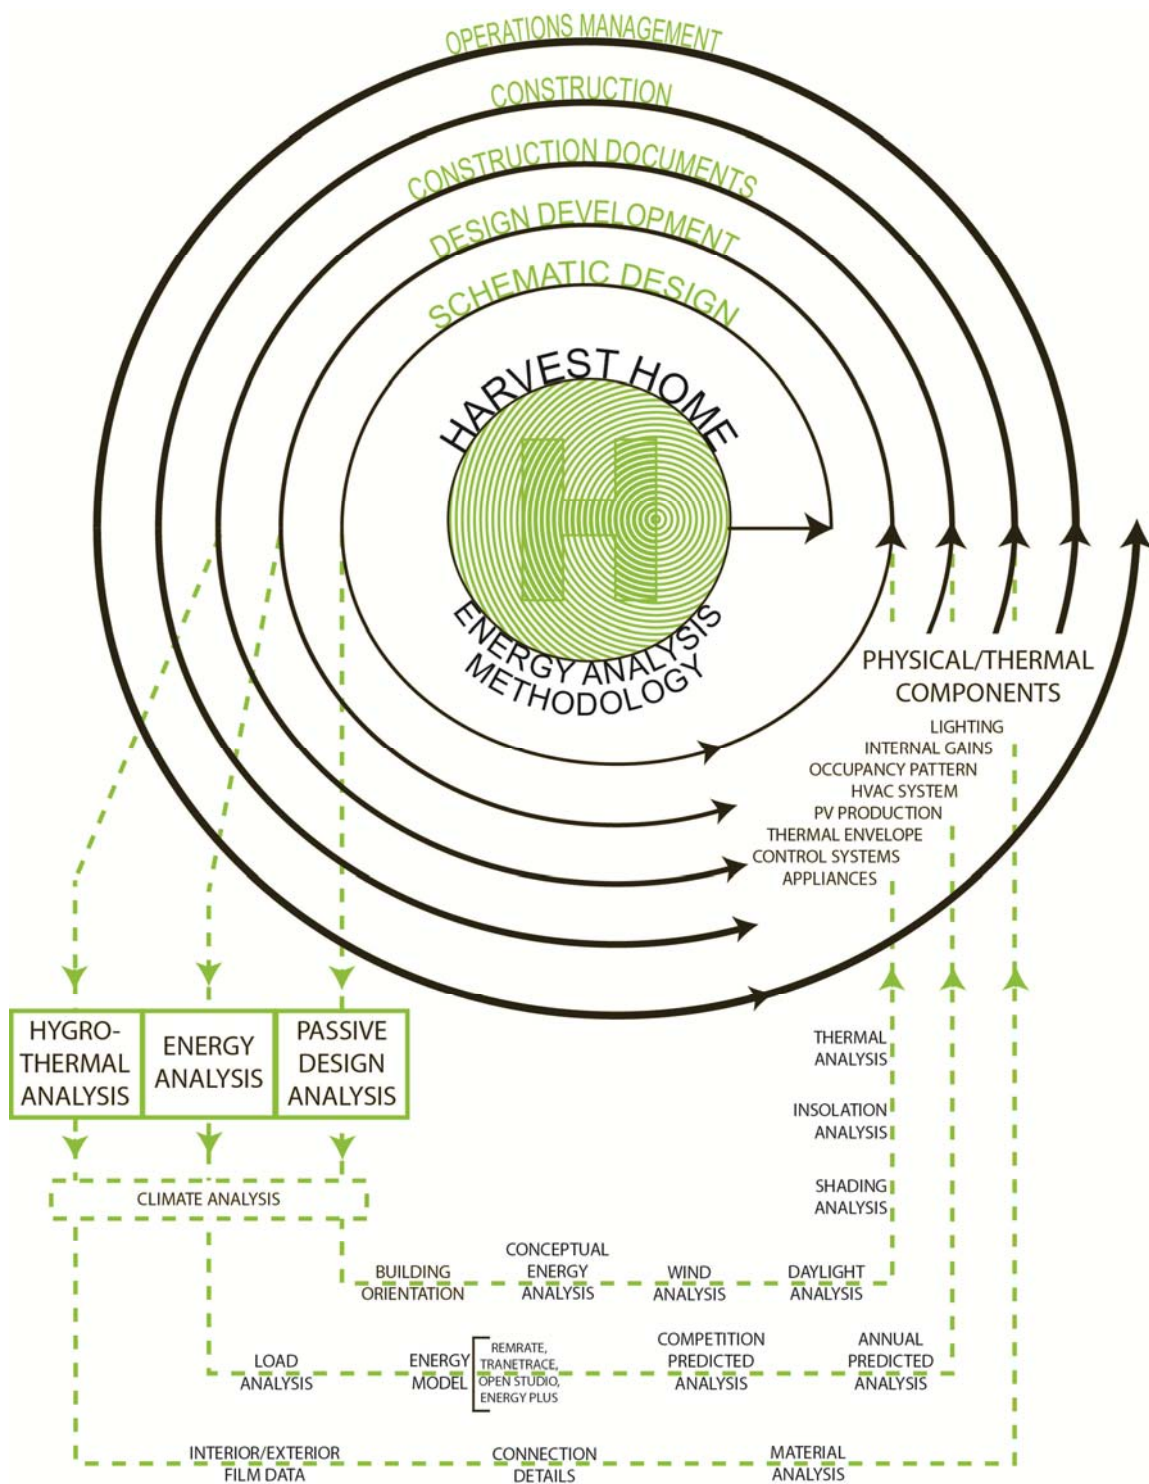 OPERATIONS MANAGEMENT
CONSTRUCTION
CONSTRUCTION DOCUMENTS
DESIGN DEVELOPMENT
SCHEMATIC DESIGN
HARVEST HOME
H
ENERGY ANALYSIS
METHODOLOGY
PHYSICAL/THERMAL
COMPONENTS
LIGHTING
INTERNAL GAINS
OCCUPANCY PATTERN
HVAC SYSTEM
PV PRODUCTION
THERMAL ENVELOPE
CONTROL SYSTEMS
APPLIANCES
HYGRO-
THERMAL
ANALYSIS
ENERGY
ANALYSIS
PASSIVE
DESIGN
ANALYSIS
CLIMATE ANALYSIS
THERMAL
ANALYSIS
INSOLATION
ANALYSIS
SHADING
ANALYSIS
BUILDING
ORIENTATION
CONCEPTUAL
ENERGY
ANALYSIS
WIND
ANALYSIS
DAYLIGHT
ANALYSIS
LOAD
ANALYSIS
ENERGY
MODEL
REMRATE,
TRANETRACE,
OPEN STUDIO,
ENERGY PLUS
COMPETITION
PREDICTED
ANALYSIS
ANNUAL
PREDICTED
ANALYSIS
INTERIOR/EXTERIOR
FILM DATA
CONNECTION
DETAILS
MATERIAL
ANALYSIS